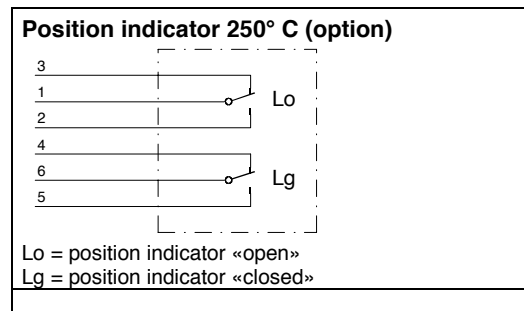 Position indicator 250° C (option)
3
1
Lo
2
4
6
Lg
5
Lo = position indicator «open»
Lg = position indicator «closed»